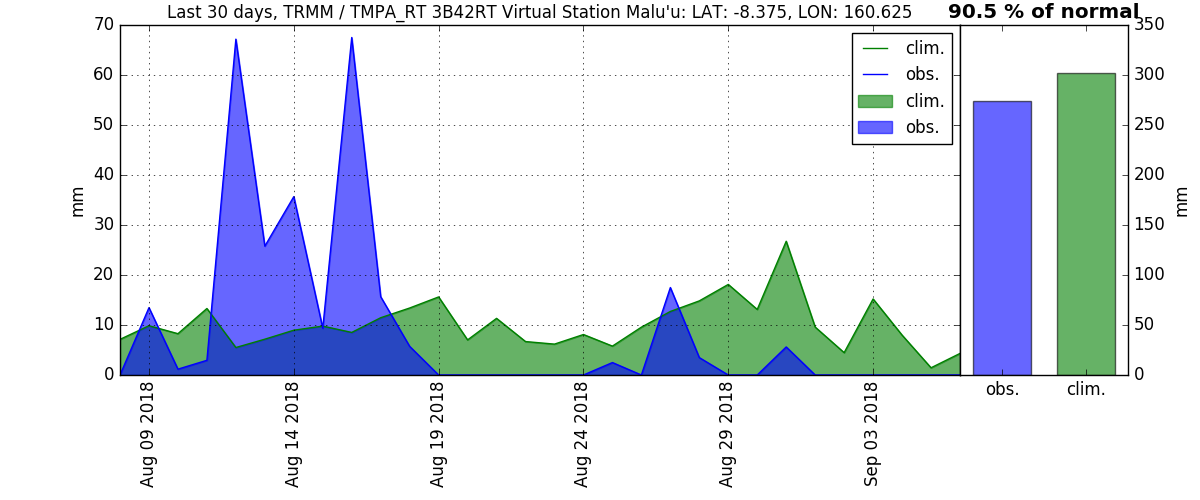 Last 30 days, TRMM / TMPA_RT 3B42RT Virtual Station Malu'u: LAT: -8.375, LON: 160.625
90.5 % of normal
70
60
50
40
30
20
10
0
mm
clim.
obs.
clim.
obs.
Aug 09 2018
Aug 14 2018
Aug 19 2018
Aug 24 2018
Aug 29 2018
Sep 03 2018
350
300
250
200
150
100
50
0
mm
obs.
clim.